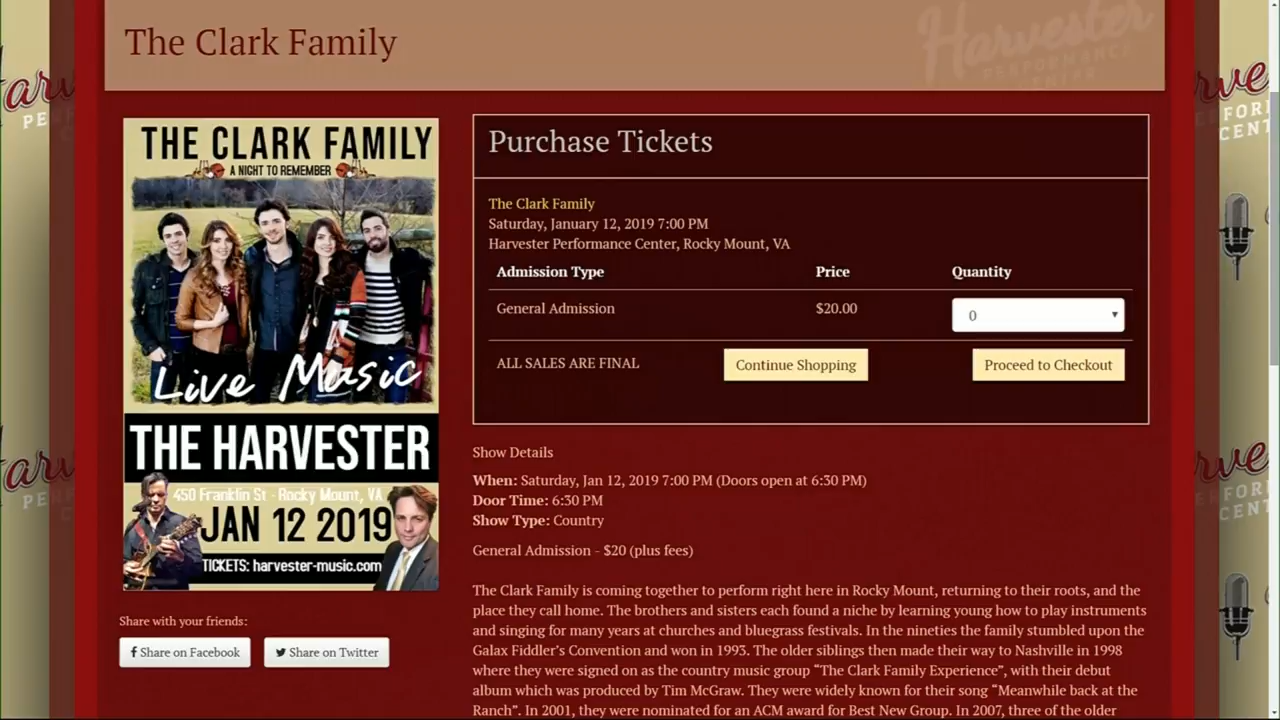 The Clark Family
Harvester
PERFORMANCE
CENTER
THE CLARK FAMILY
A NIGHT TO REMEMBER
Live Music
THE HARVESTER
450 Franklin St - Rocky Mount, VA
JAN 12 2019
TICKETS: harvester-music.com
Share with your friends:
Share on Facebook
Share on Twitter
Purchase Tickets
The Clark Family
Saturday, January 12, 2019 7:00 PM
Harvester Performance Center, Rocky Mount, VA
Admission Type Price Quantity
General Admission $20.00 0
ALL SALES ARE FINAL Continue Shopping Proceed to Checkout
Show Details
When: Saturday, Jan 12, 2019 7:00 PM (Doors open at 6:30 PM)
Door Time: 6:30 PM
Show Type: Country
General Admission - $20 (plus fees)
The Clark Family is coming together to perform right here in Rocky Mount, returning to their roots, and the
place they call home. The brothers and sisters each found a niche by learning young how to play instruments
and singing for many years at churches and bluegrass festivals. In the nineties the family stumbled upon the
Galax Fiddler's Convention and won in 1993. The older siblings then made their way to Nashville in 1998
where they were signed on as the country music group “The Clark Family Experience”, with their debut
album which was produced by Tim McGraw. They were widely known for their song “Meanwhile back at the
Ranch”. In 2001, they were nominated for an ACM award for Best New Group. In 2007, three of the older